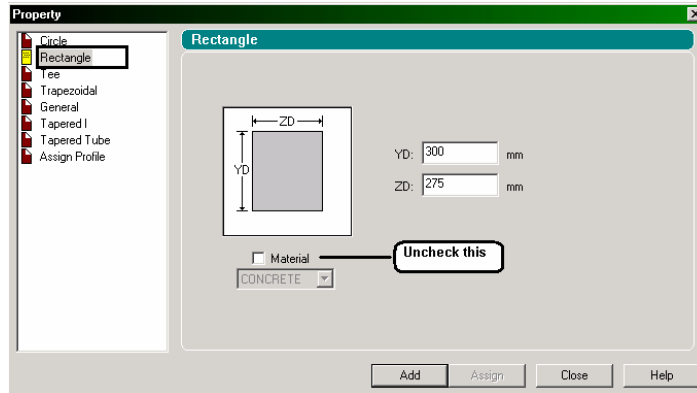 Property
Circle
Rectangle
Tee
Trapezoidal
General
Tapered I
Tapered Tube
Assign Profile
Rectangle
ZD
YD
YD: 300 mm
ZD: 275 mm
Material
Uncheck this
CONCRETE
Add Assign Close Help